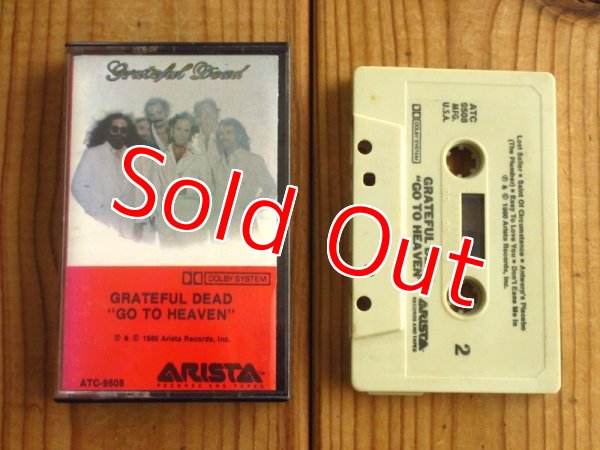 Grateful Dead
DOLBY SYSTEM
GRATEFUL DEAD
"GO TO HEAVEN"
℗ & © 1980 Arista Records, Inc.
ARISTA™
RECORDS AND TAPES
ATC-9508
Sold Out
ATC
9508
MFG.
U.S.A.
DOLBY SYSTEM
Lost Sailor • Saint Of Circumstance • Antwerp's Placebo
(The Plumber) • Easy To Love You • Don't Ease Me In
℗ & © 1980 Arista Records, Inc.
GRATEFUL
"GO TO HEAVEN"
ARISTA
RECORDS AND TAPES
2